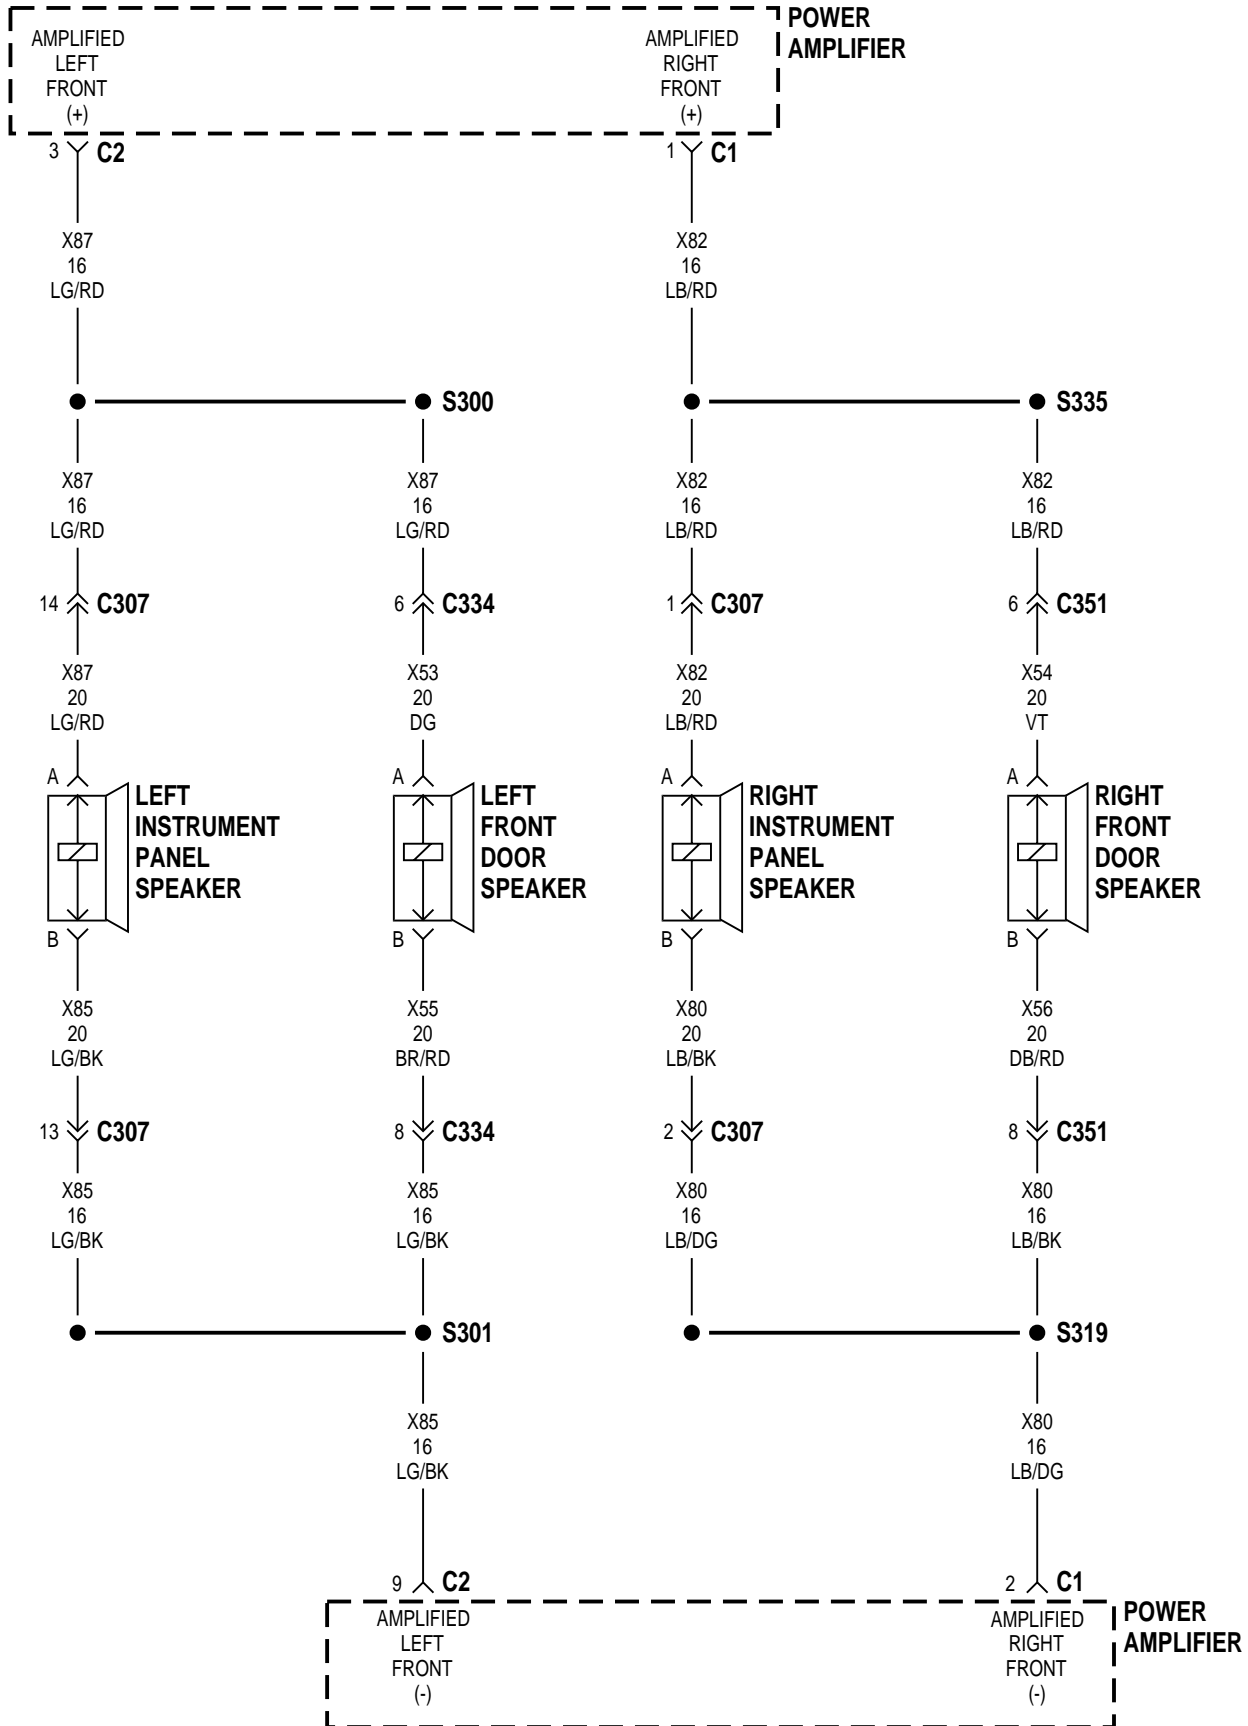 POWER
AMPLIFIER
AMPLIFIED
LEFT
FRONT
(+)
AMPLIFIED
RIGHT
FRONT
(+)
3 C2
1 C1
X87
16
LG/RD
X82
16
LB/RD
S300
S335
X87
16
LG/RD
X87
16
LG/RD
X82
16
LB/RD
X82
16
LB/RD
14 C307
6 C334
1 C307
6 C351
X87
20
LG/RD
X53
20
DG
X82
20
LB/RD
X54
20
VT
A
LEFT
INSTRUMENT
PANEL
SPEAKER
B
A
LEFT
FRONT
DOOR
SPEAKER
B
A
RIGHT
INSTRUMENT
PANEL
SPEAKER
B
A
RIGHT
FRONT
DOOR
SPEAKER
B
X85
20
LG/BK
X55
20
BR/RD
X80
20
LB/BK
X56
20
DB/RD
13 C307
8 C334
2 C307
8 C351
X85
16
LG/BK
X85
16
LG/BK
X80
16
LB/DG
X80
16
LB/BK
S301
S319
X85
16
LG/BK
X80
16
LB/DG
9 C2
2 C1
AMPLIFIED
LEFT
FRONT
(-)
AMPLIFIED
RIGHT
FRONT
(-)
POWER
AMPLIFIER